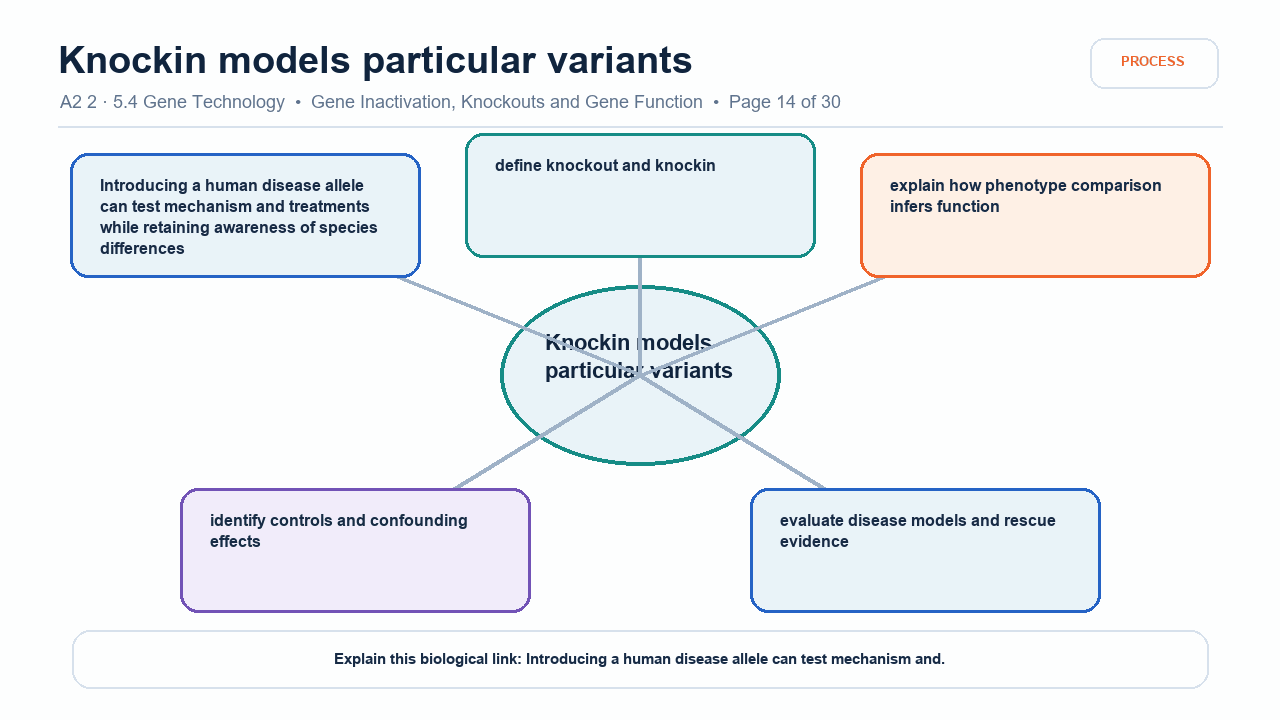 Knockin models particular variants
PROCESS
A2 2 · 5.4 Gene Technology • Gene Inactivation, Knockouts and Gene Function • Page 14 of 30
Introducing a human disease allele
can test mechanism and treatments
while retaining awareness of species
differences
define knockout and knockin
explain how phenotype comparison
infers function
Knockin models
particular variants
identify controls and confounding
effects
evaluate disease models and rescue
evidence
Explain this biological link: Introducing a human disease allele can test mechanism and.